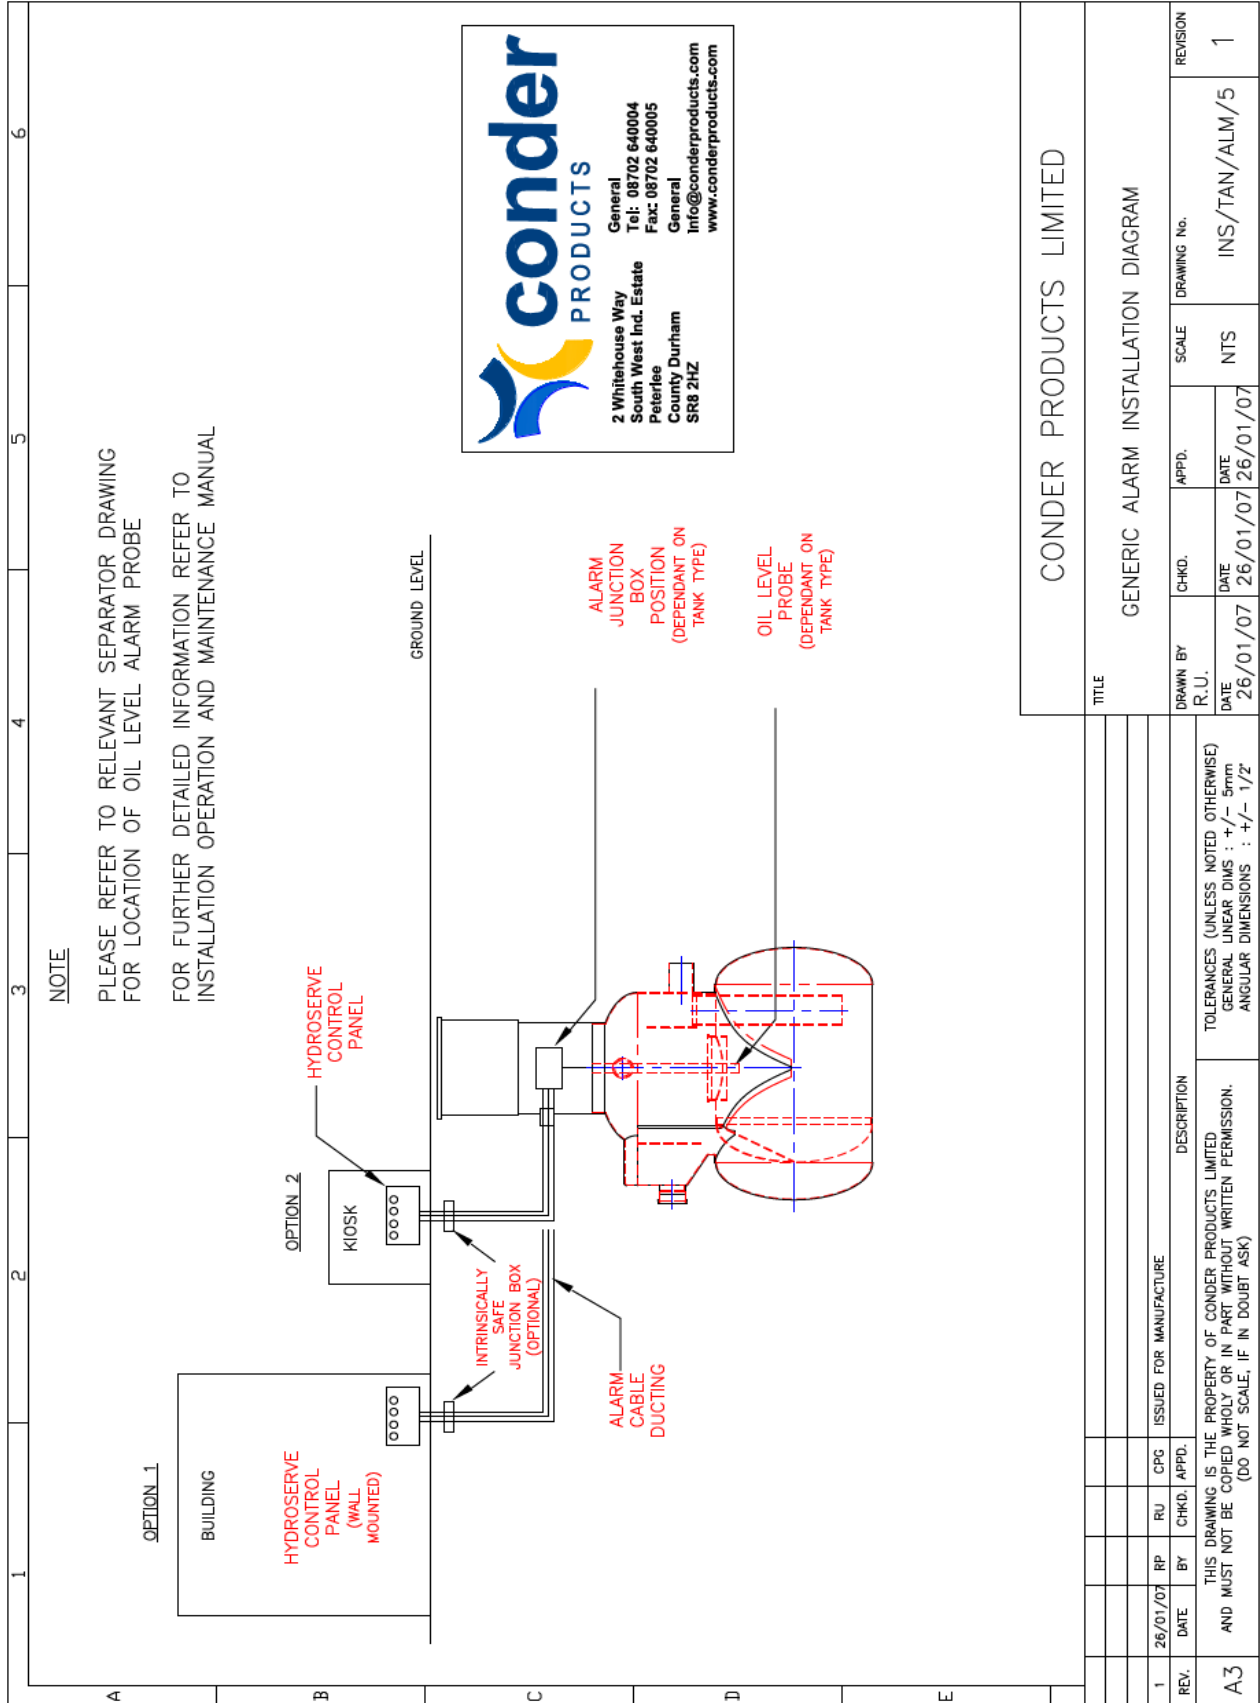 1
2
3
4
5
6
A
B
C
D
E
NOTE
PLEASE REFER TO RELEVANT SEPARATOR DRAWING
FOR LOCATION OF OIL LEVEL ALARM PROBE
FOR FURTHER DETAILED INFORMATION REFER TO
INSTALLATION OPERATION AND MAINTENANCE MANUAL
OPTION 1
BUILDING
HYDROSERVE
CONTROL
PANEL
(WALL
MOUNTED)
OPTION 2
KIOSK
HYDROSERVE
CONTROL
PANEL
GROUND LEVEL
INTRINSICALLY
SAFE
JUNCTION BOX
(OPTIONAL)
ALARM
CABLE
DUCTING
ALARM
JUNCTION
BOX
POSITION
(DEPENDANT ON
TANK TYPE)
OIL LEVEL
PROBE
(DEPENDANT ON
TANK TYPE)
conder
PRODUCTS
2 Whitehouse Way
South West Ind. Estate
Peterlee
County Durham
SR8 2HZ
General
Tel: 08702 640004
Fax: 08702 640005
General
Info@conderproducts.com
www.conderproducts.com
CONDER PRODUCTS LIMITED
TITLE
GENERIC ALARM INSTALLATION DIAGRAM
DRAWN BY
R.U.
DATE
26/01/07
CHKD.
DATE
26/01/07
APPD.
DATE
26/01/07
SCALE
NTS
DRAWING No.
INS/TAN/ALM/5
REVISION
1
1 26/01/07 RP RU CPG ISSUED FOR MANUFACTURE
REV. DATE BY CHKD. APPD. DESCRIPTION
A3
THIS DRAWING IS THE PROPERTY OF CONDER PRODUCTS LIMITED
AND MUST NOT BE COPIED WHOLY OR IN PART WITHOUT WRITTEN PERMISSION.
(DO NOT SCALE, IF IN DOUBT ASK)
TOLERANCES (UNLESS NOTED OTHERWISE)
GENERAL LINEAR DIMS : +/- 5mm
ANGULAR DIMENSIONS : +/- 1/2°